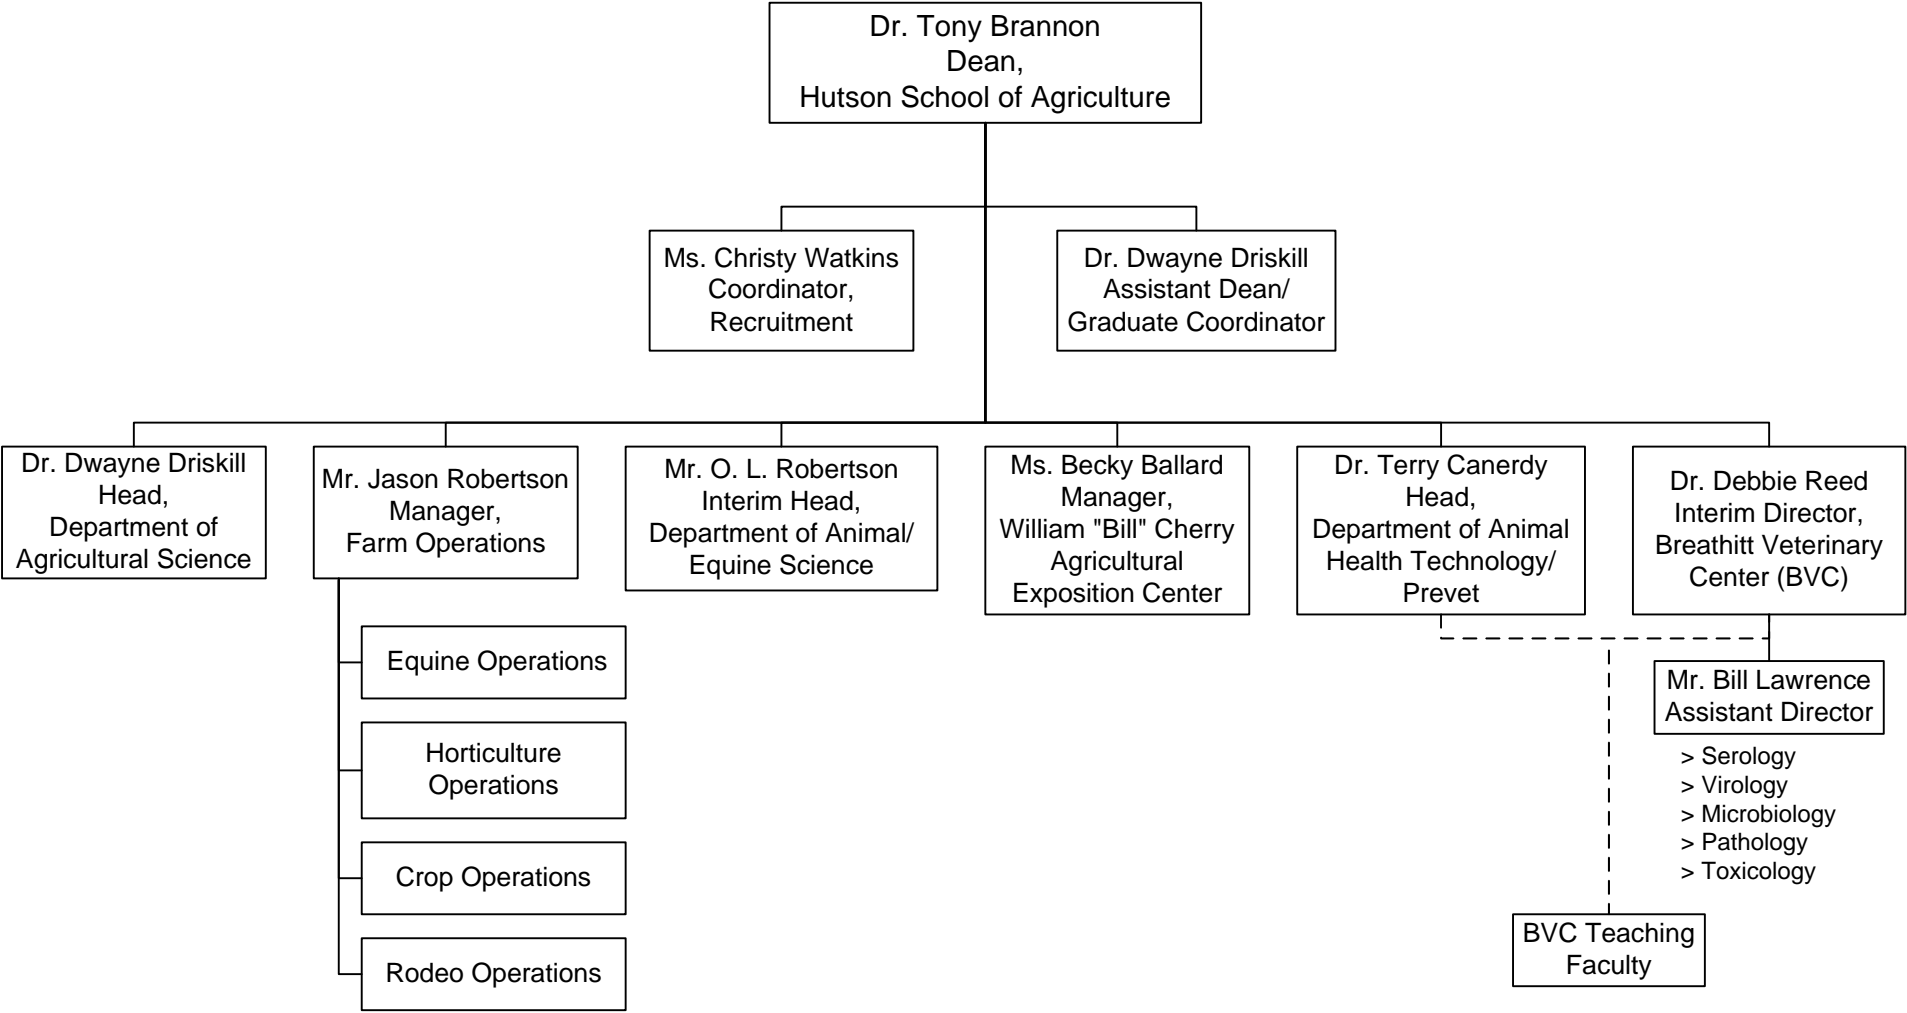 Dr. Tony Brannon
Dean,
Hutson School of Agriculture
Ms. Christy Watkins
Coordinator,
Recruitment
Dr. Dwayne Driskill
Assistant Dean/
Graduate Coordinator
Dr. Dwayne Driskill
Head,
Department of
Agricultural Science
Mr. Jason Robertson
Manager,
Farm Operations
Mr. O. L. Robertson
Interim Head,
Department of Animal/
Equine Science
Ms. Becky Ballard
Manager,
William "Bill" Cherry
Agricultural
Exposition Center
Dr. Terry Canerdy
Head,
Department of Animal
Health Technology/
Prevet
Dr. Debbie Reed
Interim Director,
Breathitt Veterinary
Center (BVC)
Equine Operations
Horticulture
Operations
Crop Operations
Rodeo Operations
Mr. Bill Lawrence
Assistant Director
> Serology
> Virology
> Microbiology
> Pathology
> Toxicology
BVC Teaching
Faculty